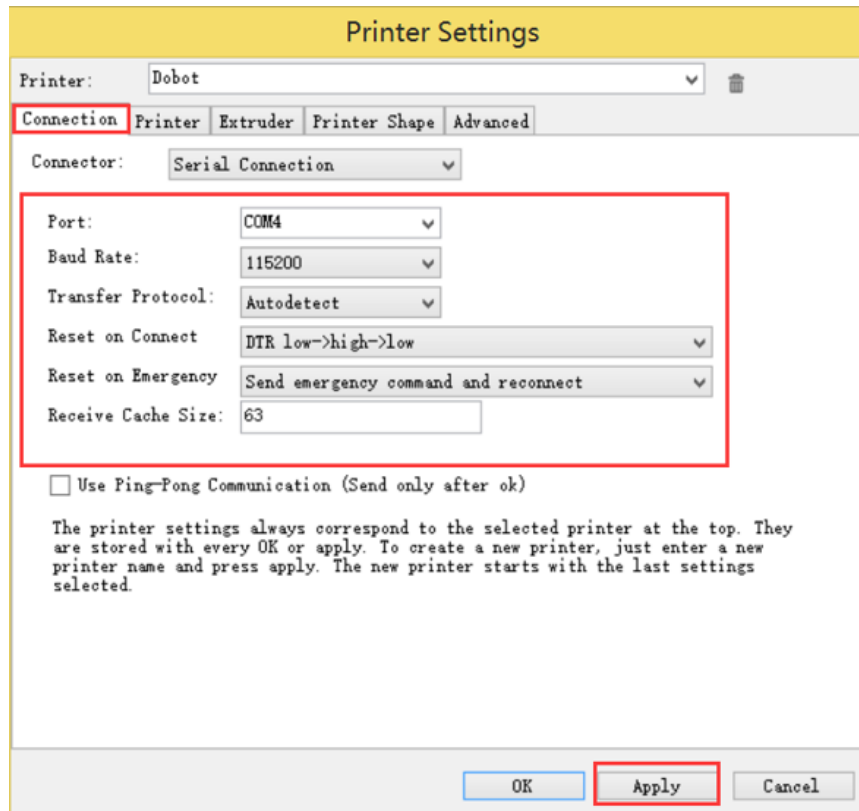 Printer Settings
Printer: Dobot
Connection Printer Extruder Printer Shape Advanced
Connector: Serial Connection
Port: COM4
Baud Rate: 115200
Transfer Protocol: Autodetect
Reset on Connect DTR low->high->low
Reset on Emergency Send emergency command and reconnect
Receive Cache Size: 63
Use Ping-Pong Communication (Send only after ok)
The printer settings always correspond to the selected printer at the top. They
are stored with every OK or apply. To create a new printer, just enter a new
printer name and press apply. The new printer starts with the last settings
selected.
OK Apply Cancel